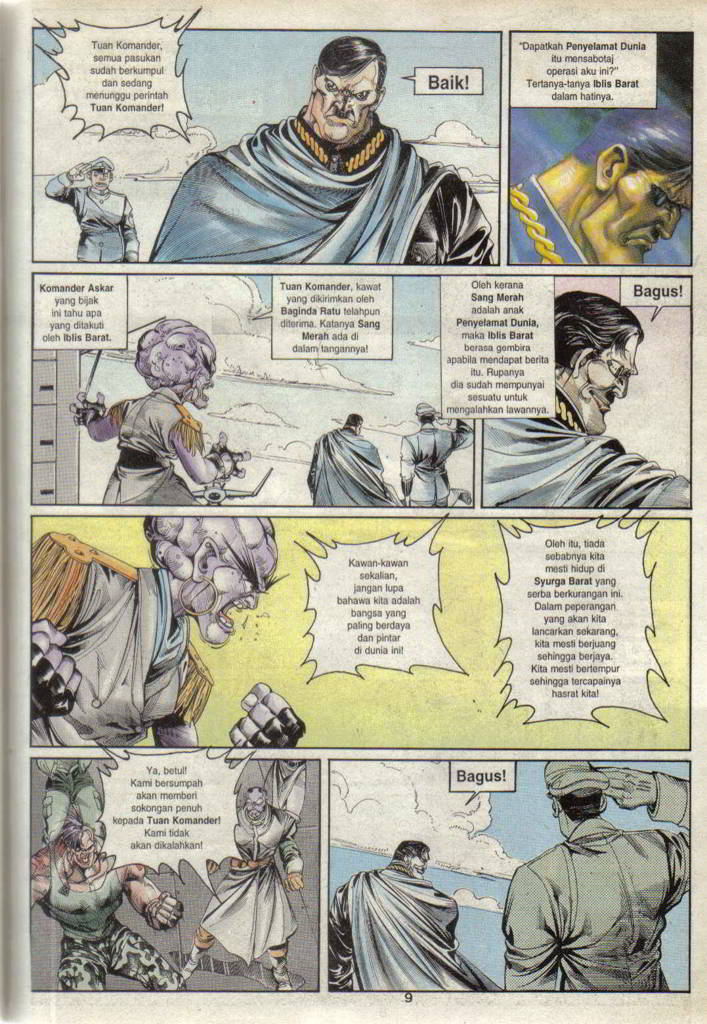 Tuan Komander,
semua pasukan
sudah berkumpul
dan sedang
menunggu perintah
Tuan Komander!
Baik!
"Dapatkah Penyelamat Dunia
itu mensabotaj
operasi aku ini?"
Tertanya-tanya Iblis Barat
dalam hatinya.
Komander Askar
yang bijak
ini tahu apa
yang ditakuti
oleh Iblis Barat.
Tuan Komander, kawat
yang dikirimkan oleh
Baginda Ratu telahpun
diterima. Katanya Sang
Merah ada di
dalam tangannya!
Oleh kerana
Sang Merah
adalah anak
Penyelamat Dunia,
maka Iblis Barat
berasa gembira
apabila mendapat berita
itu. Rupanya
dia sudah mempunyai
sesuatu untuk
mengalahkan lawannya.
Bagus!
Kawan-kawan
sekalian,
jangan lupa
bahawa kita adalah
bangsa yang
paling berdaya
dan pintar
di dunia ini!
Oleh itu, tiada
sebabnya kita
mesti hidup di
Syurga Barat yang
serba berkurangan ini.
Dalam peperangan
yang akan kita
lancarkan sekarang,
kita mesti berjuang
sehingga berjaya.
Kita mesti bertempur
sehingga tercapainya
hasrat kita!
Ya, betul!
Kami bersumpah
akan memberi
sokongan penuh
kepada Tuan Komander!
Kami tidak
akan dikalahkan!
Bagus!
9